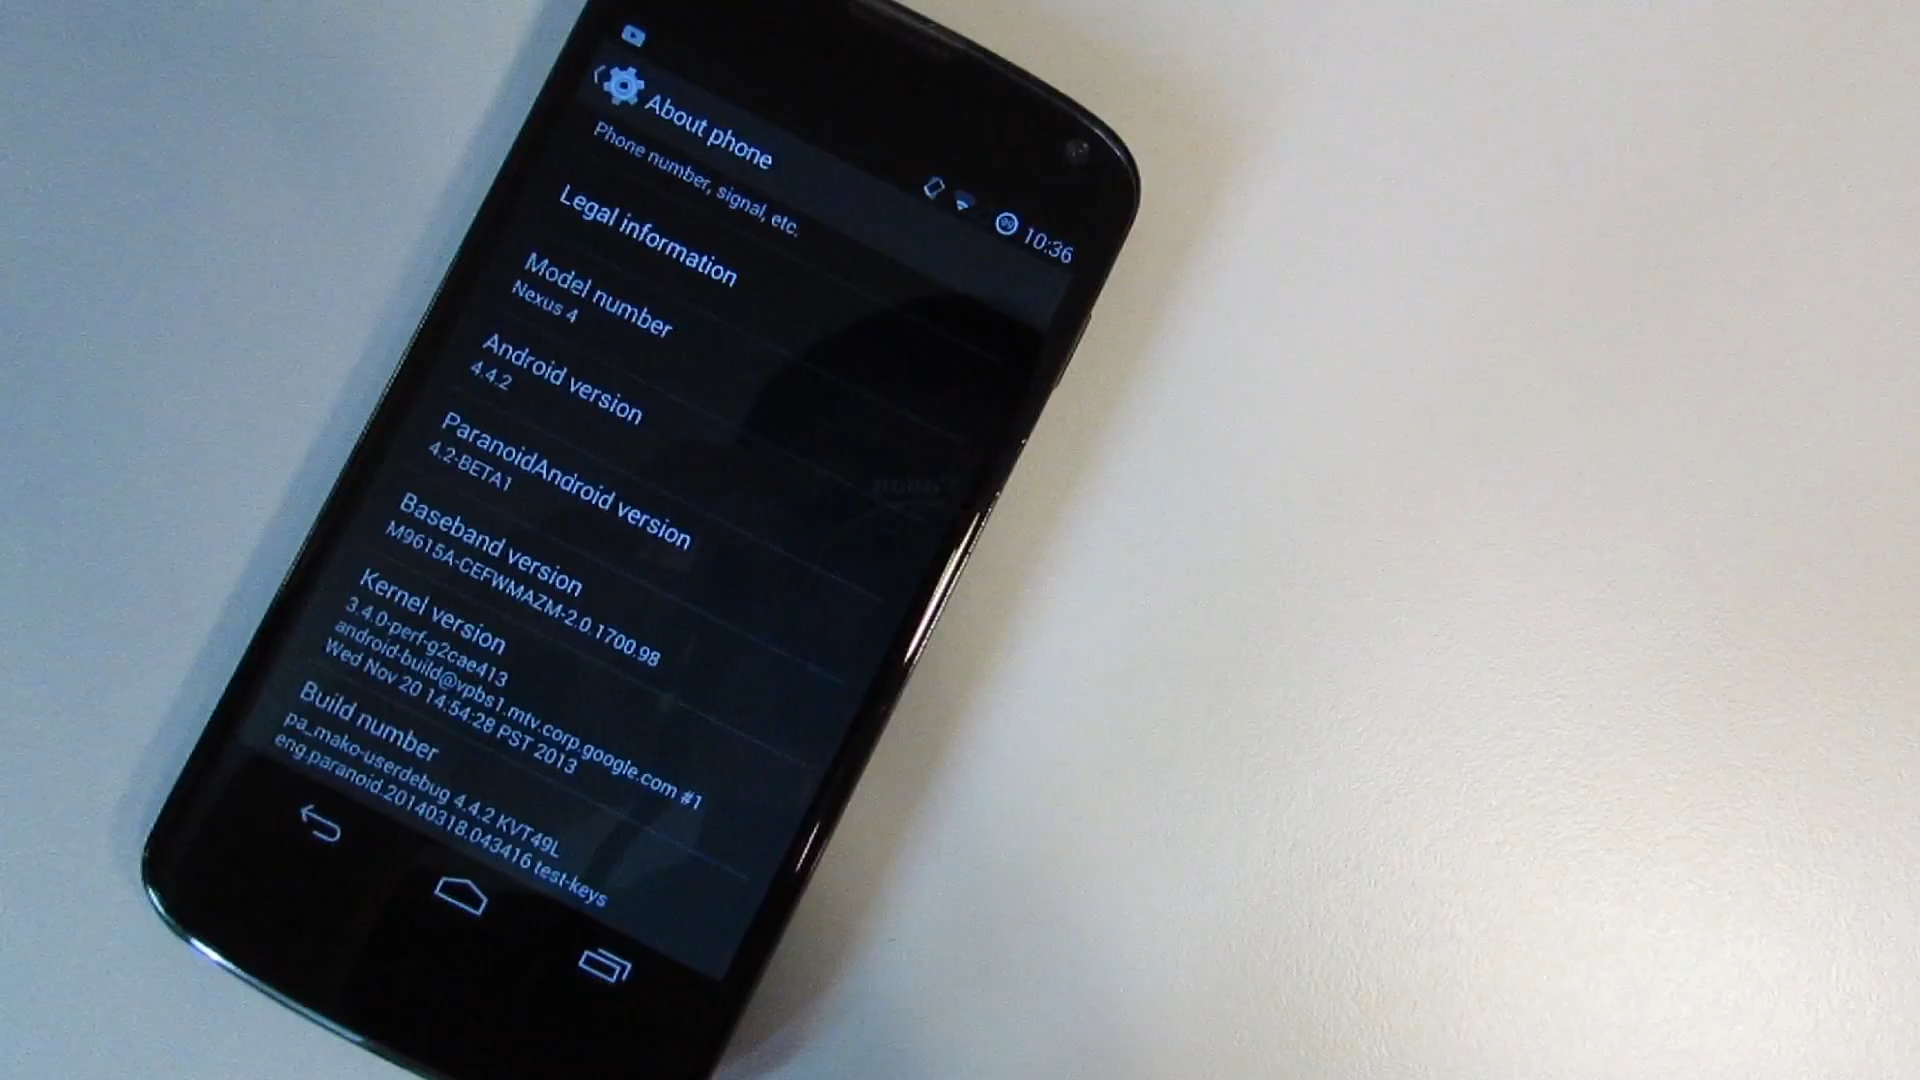 About phone
10:36
Phone number, signal, etc.
Legal information
Model number
Nexus 4
Android version
4.4.2
ParanoidAndroid version
4.2-BETA1
Baseband version
M9615A-CEFWMAZM-2.0.1700.98
Kernel version
3.4.0-perf-g2cae413
android-build@vpbs1.mtv.corp.google.com #1
Wed Nov 20 14:54:28 PST 2013
Build number
pa_mako-userdebug 4.4.2 KVT49L
eng.paranoid.20140318.043416 test-keys